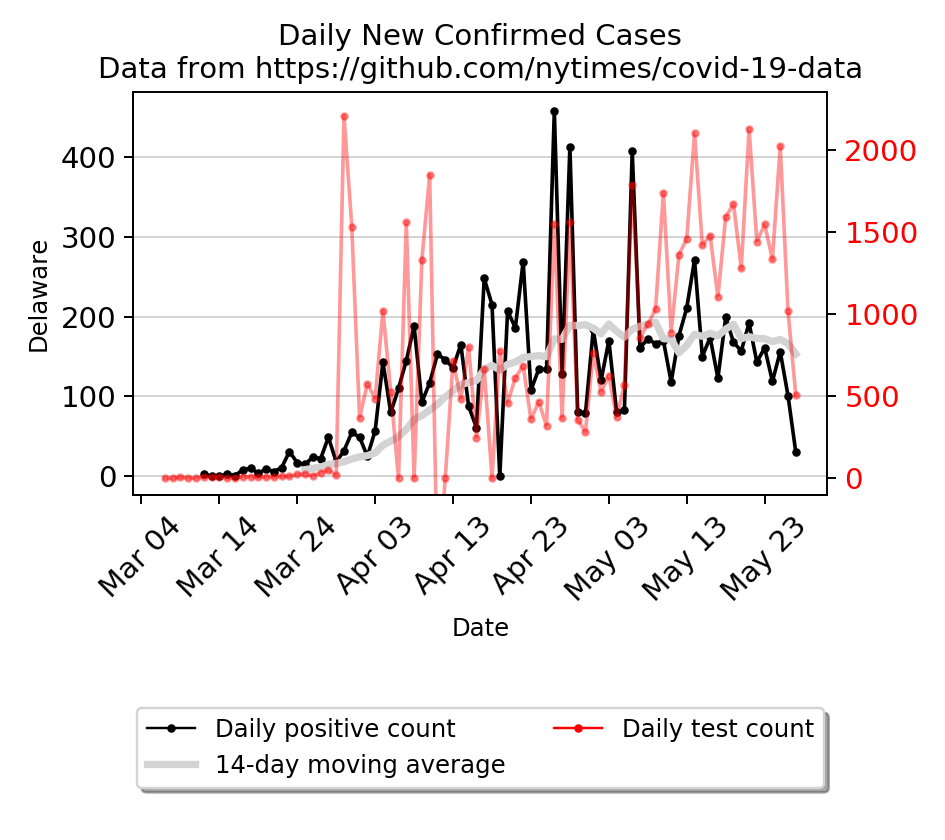 Daily New Confirmed Cases
Data from https://github.com/nytimes/covid-19-data
400
300
200
100
0
Delaware
2000
1500
1000
500
0
Mar 04
Mar 14
Mar 24
Apr 03
Apr 13
Apr 23
May 03
May 13
May 23
Date
Daily positive count
Daily test count
14-day moving average